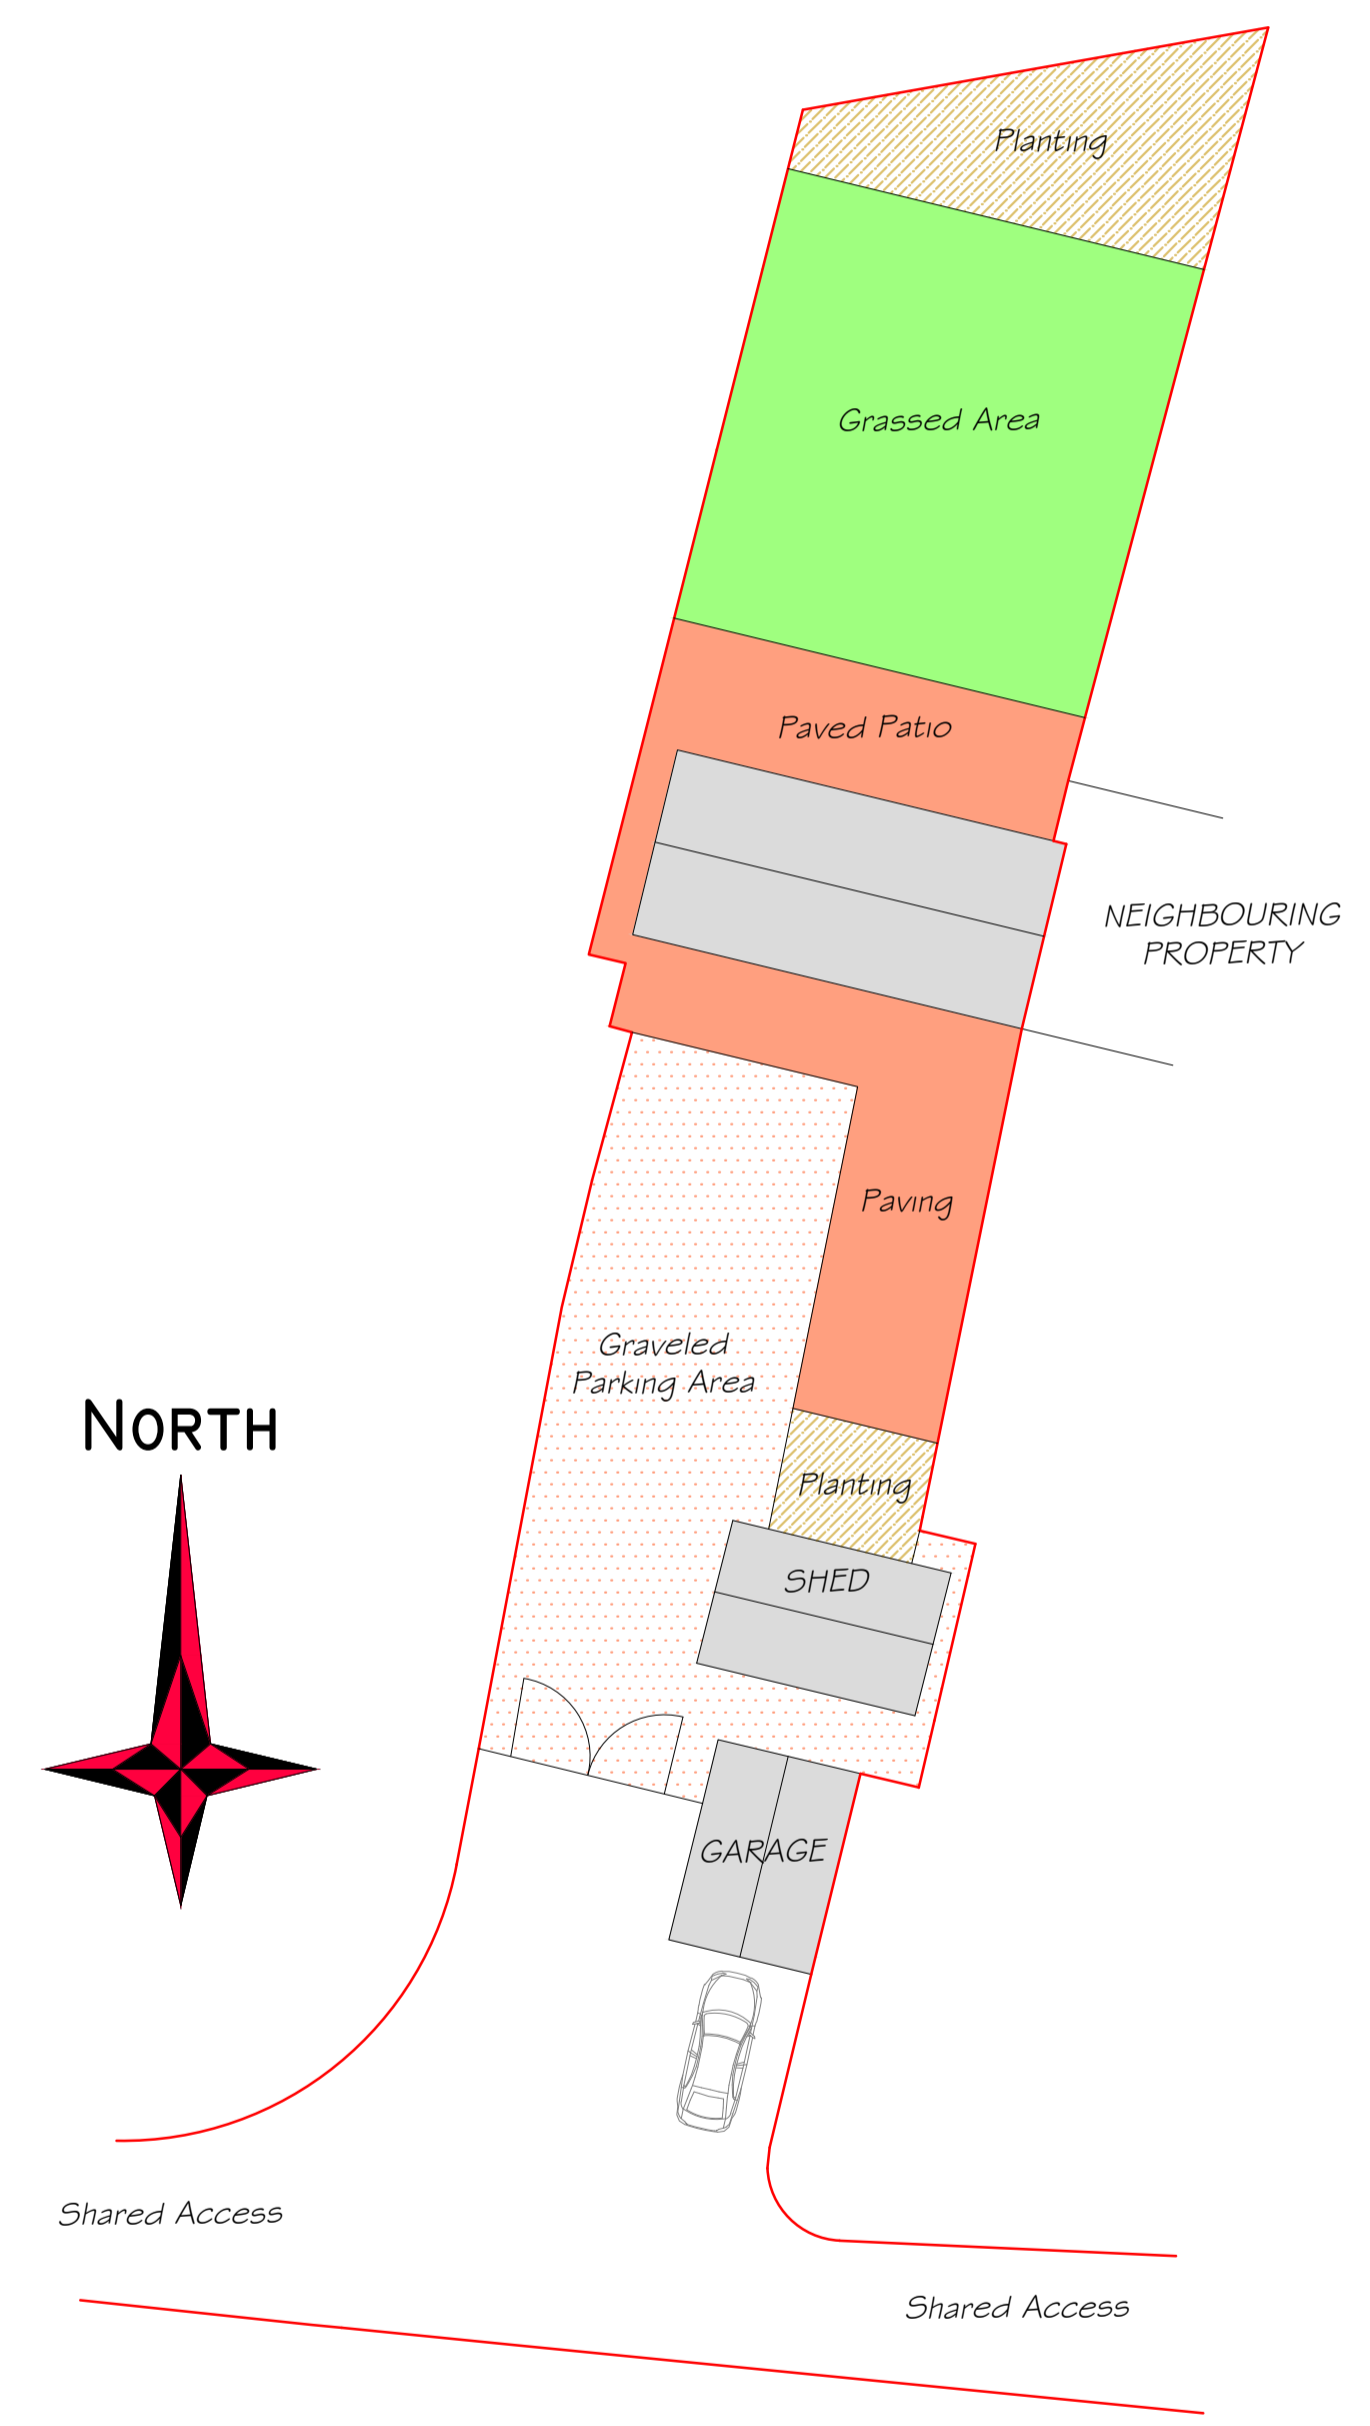 Planting
Grassed Area
Paved Patio
NEIGHBOURING
PROPERTY
Paving
Graveled
Parking Area
NORTH
Planting
SHED
GARAGE
Shared Access
Shared Access